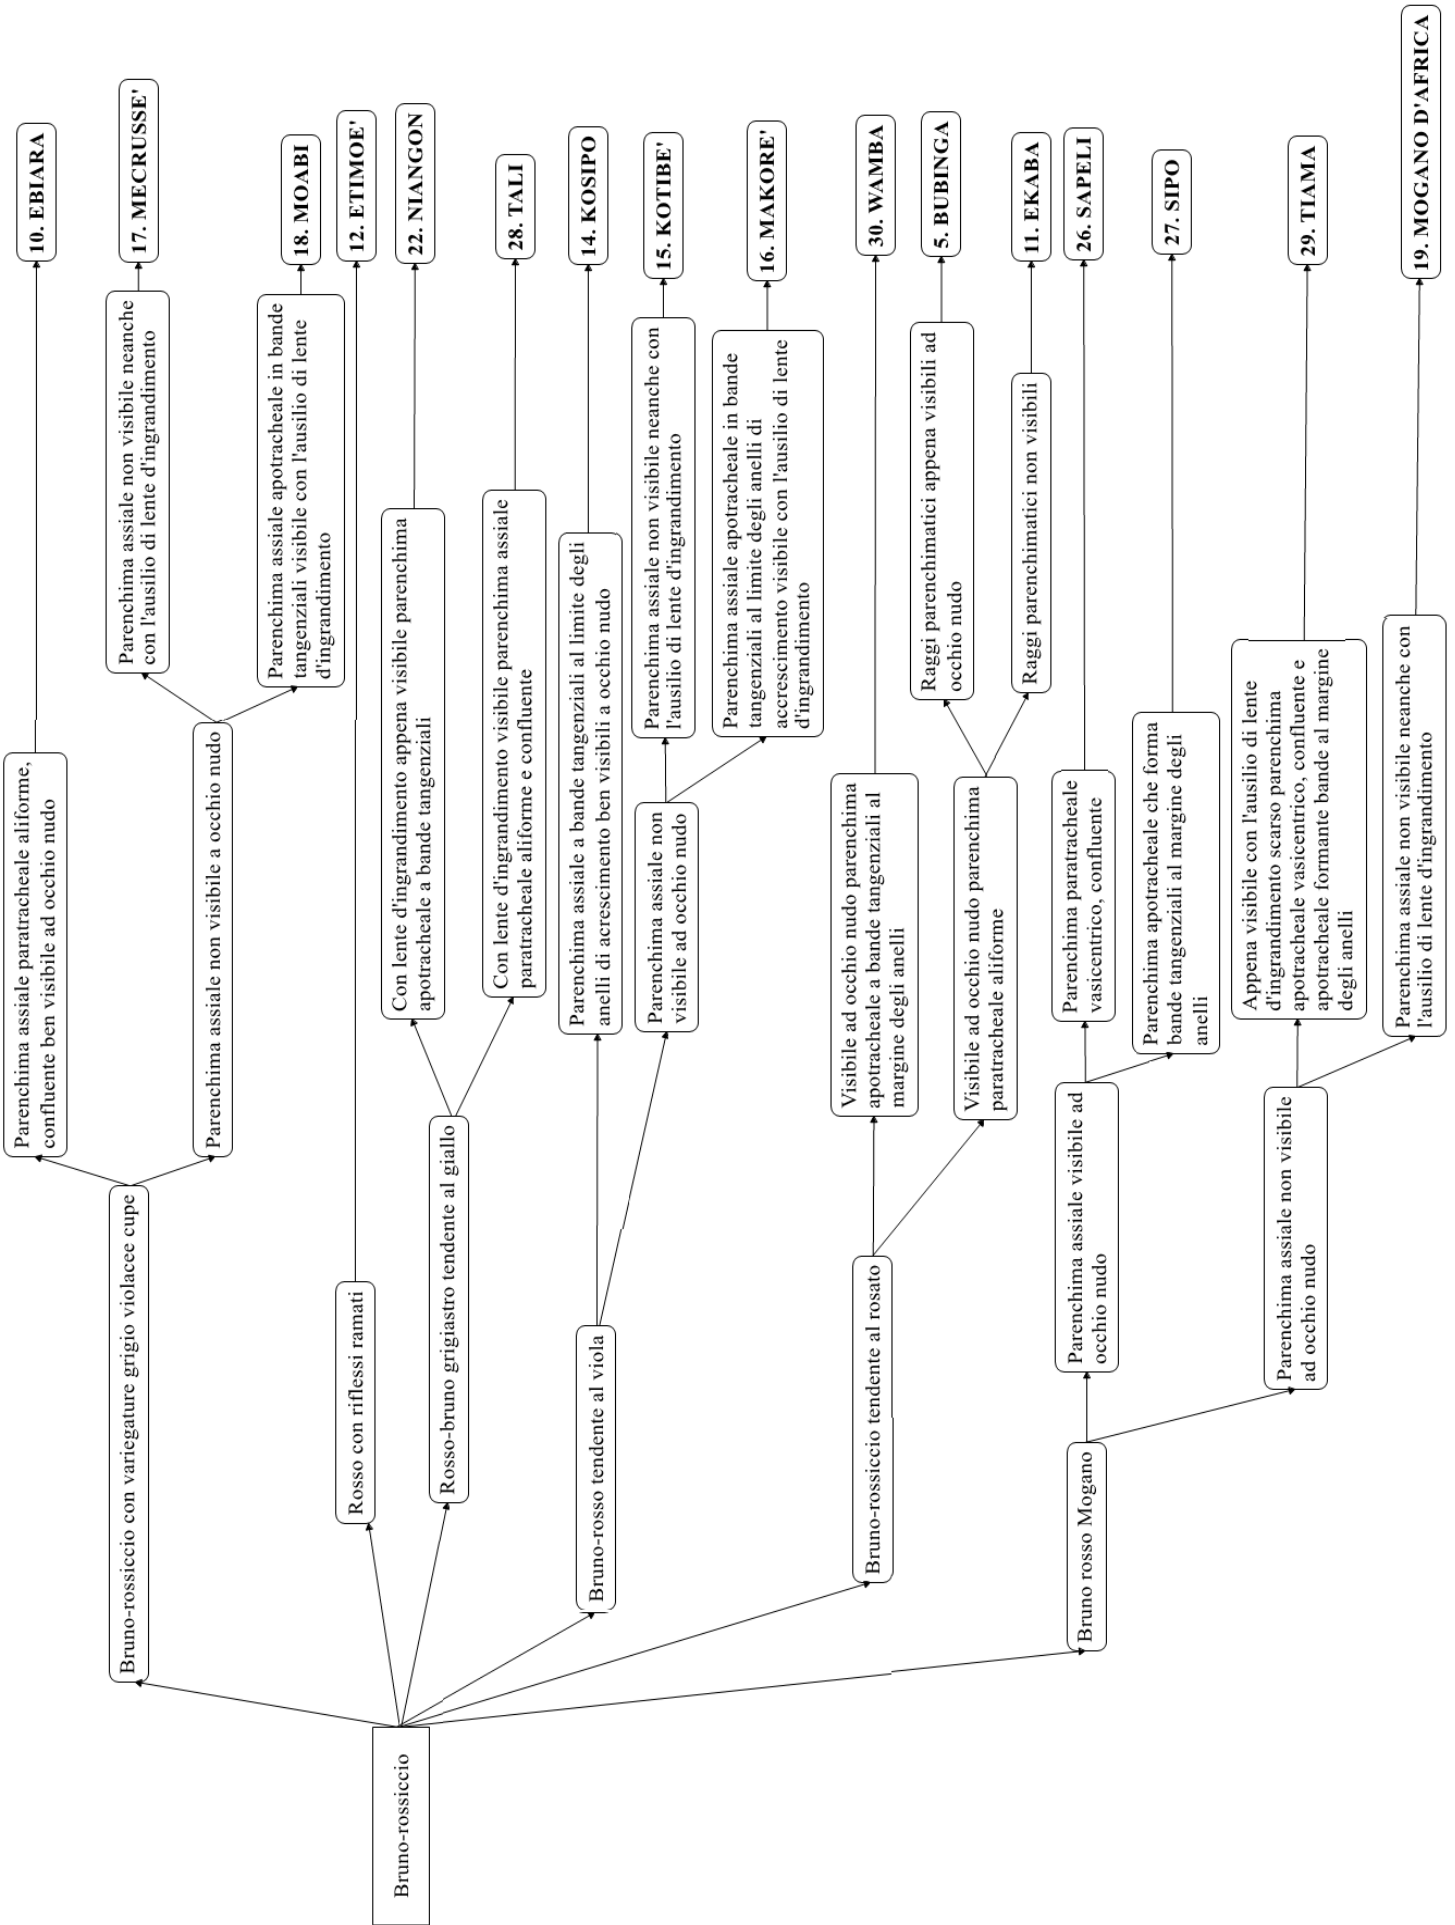 Bruno-rossiccio
Bruno-rossiccio con variegature grigio violacee cupe
Parenchima assiale paratracheale aliforme,
confluente ben visibile ad occhio nudo
10. EBIARA
Parenchima assiale non visibile a occhio nudo
Parenchima assiale non visibile neanche
con l'ausilio di lente d'ingrandimento
17. MECRUSSE'
Parenchima assiale apotracheale in bande
tangenziali visibile con l'ausilio di lente
d'ingrandimento
18. MOABI
Rosso con riflessi ramati
12. ETIMOE'
Rosso-bruno grigiastro tendente al giallo
Con lente d'ingrandimento appena visibile parenchima
apotracheale a bande tangenziali
22. NIANGON
Con lente d'ingrandimento visibile parenchima assiale
paratracheale aliforme e confluente
28. TALI
Bruno-rosso tendente al viola
Parenchima assiale a bande tangenziali al limite degli
anelli di acrescimento ben visibili a occhio nudo
14. KOSIPO
Parenchima assiale non
visibile ad occhio nudo
Parenchima assiale non visibile neanche con
l'ausilio di lente d'ingrandimento
15. KOTIBE'
Parenchima assiale apotracheale in bande
tangenziali al limite degli anelli di
accrescimento visibile con l'ausilio di lente
d'ingrandimento
16. MAKORE'
Bruno-rossiccio tendente al rosato
Visibile ad occhio nudo parenchima
apotracheale a bande tangenziali al
margine degli anelli
30. WAMBA
Visibile ad occhio nudo parenchima
paratracheale aliforme
Raggi parenchimatici appena visibili ad
occhio nudo
5. BUBINGA
Raggi parenchimatici non visibili
11. EKABA
Bruno rosso Mogano
Parenchima assiale visibile ad
occhio nudo
Parenchima paratracheale
vasicentrico, confluente
26. SAPELI
Parenchima apotracheale che forma
bande tangenziali al margine degli
anelli
27. SIPO
Parenchima assiale non visibile
ad occhio nudo
Appena visibile con l'ausilio di lente
d'ingrandimento scarso parenchima
apotracheale vasicentrico, confluente e
apotracheale formante bande al margine
degli anelli
29. TIAMA
Parenchima assiale non visibile neanche con
l'ausilio di lente d'ingrandimento
19. MOGANO D'AFRICA